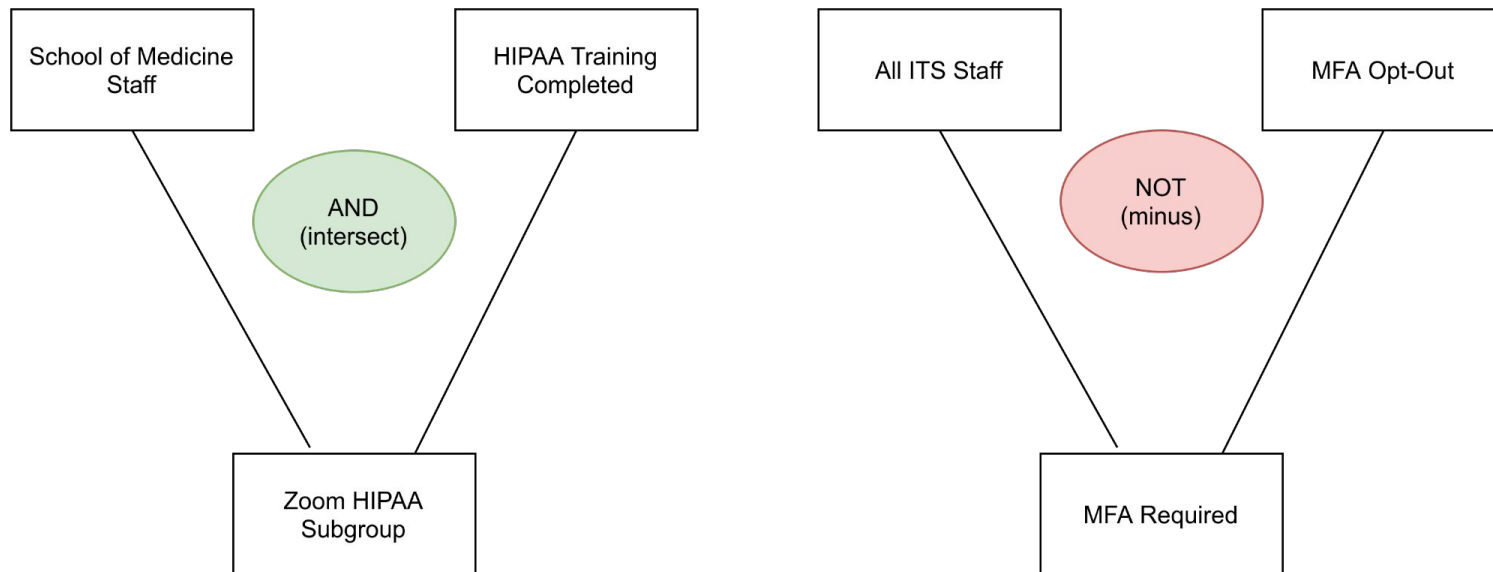 School of Medicine
Staff
HIPAA Training
Completed
All ITS Staff
MFA Opt-Out
AND
(intersect)
NOT
(minus)
Zoom HIPAA
Subgroup
MFA Required